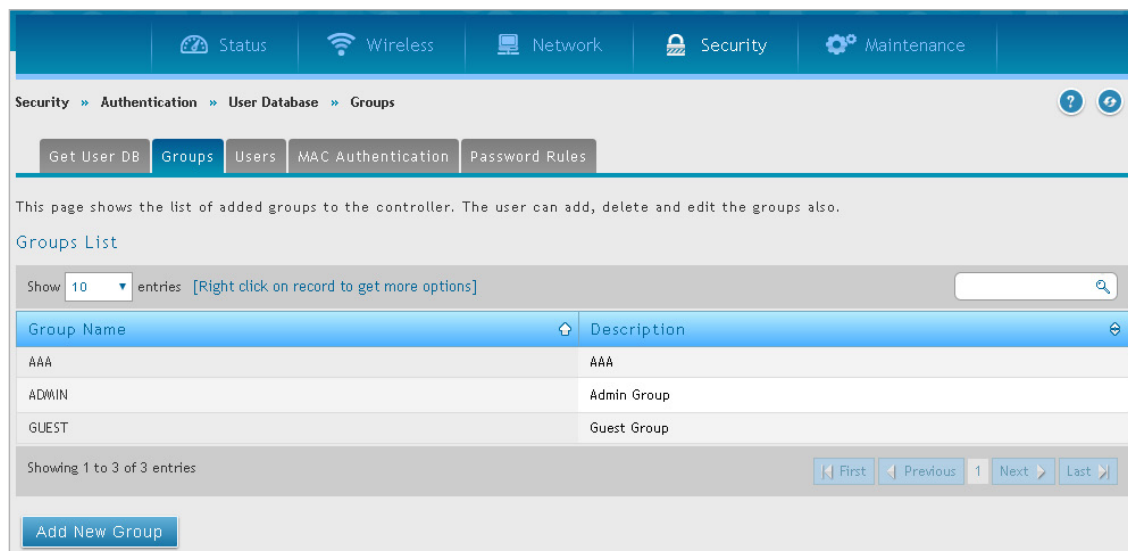 Status Wireless Network Security Maintenance
Security » Authentication » User Database » Groups
Get User DB Groups Users MAC Authentication Password Rules
This page shows the list of added groups to the controller. The user can add, delete and edit the groups also.
Groups List
Show 10 entries [Right click on record to get more options]
Group Name Description
AAA AAA
ADMIN Admin Group
GUEST Guest Group
Showing 1 to 3 of 3 entries First Previous 1 Next Last
Add New Group